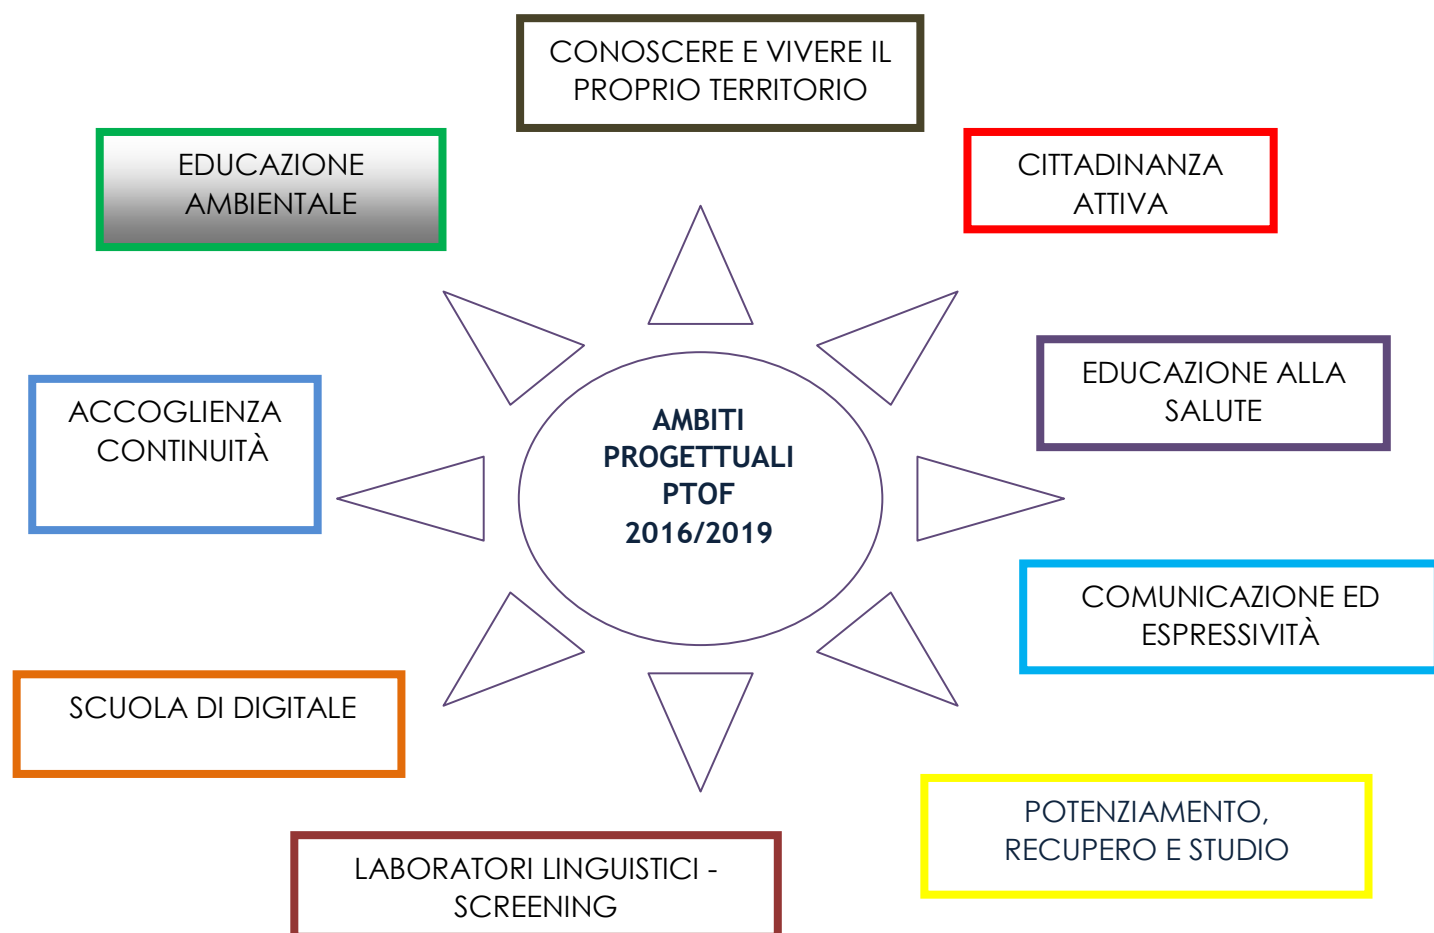 CONOSCERE E VIVERE IL
PROPRIO TERRITORIO
EDUCAZIONE
AMBIENTALE
CITTADINANZA
ATTIVA
EDUCAZIONE ALLA
SALUTE
ACCOGLIENZA
CONTINUITÀ
AMBITI
PROGETTUALI
PTOF
2016/2019
COMUNICAZIONE ED
ESPRESSIVITÀ
SCUOLA DI DIGITALE
POTENZIAMENTO,
RECUPERO E STUDIO
LABORATORI LINGUISTICI -
SCREENING